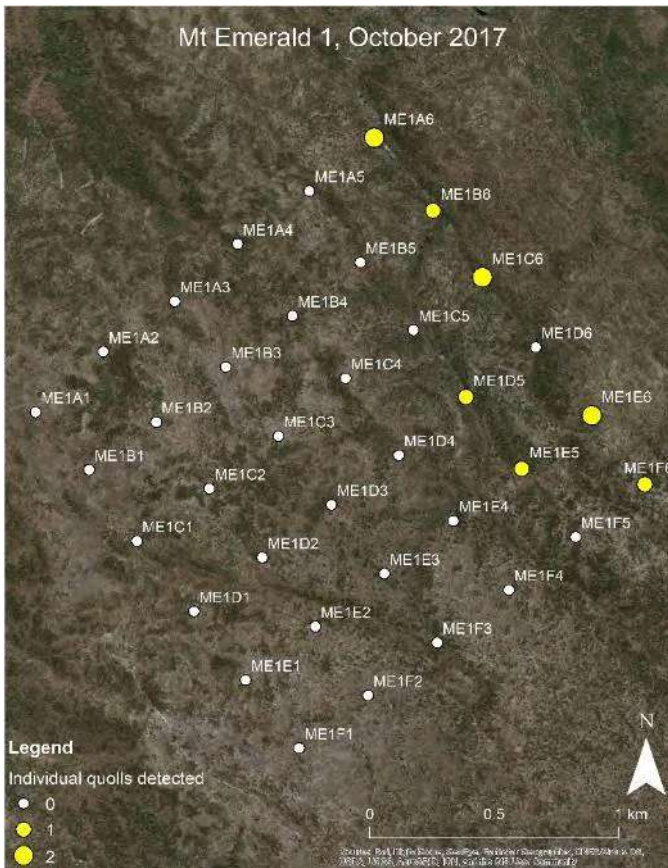 Mt Emerald 1, October 2017
ME1A6
ME1A5
ME1B6
ME1A4
ME1B5
ME1C6
ME1A3
ME1B4
ME1C5
ME1D6
ME1A2
ME1B3
ME1C4
ME1D5
ME1E6
ME1A1
ME1B2
ME1C3
ME1D4
ME1E5
ME1B1
ME1C2
ME1F6
ME1D3
ME1E4
ME1C1
ME1F5
ME1D2
ME1E3
ME1F4
ME1D1
ME1E2
ME1F3
ME1E1
ME1F2
N
ME1F1
Legend
Individual quolls detected
0
1
2
0 0.5 1 km